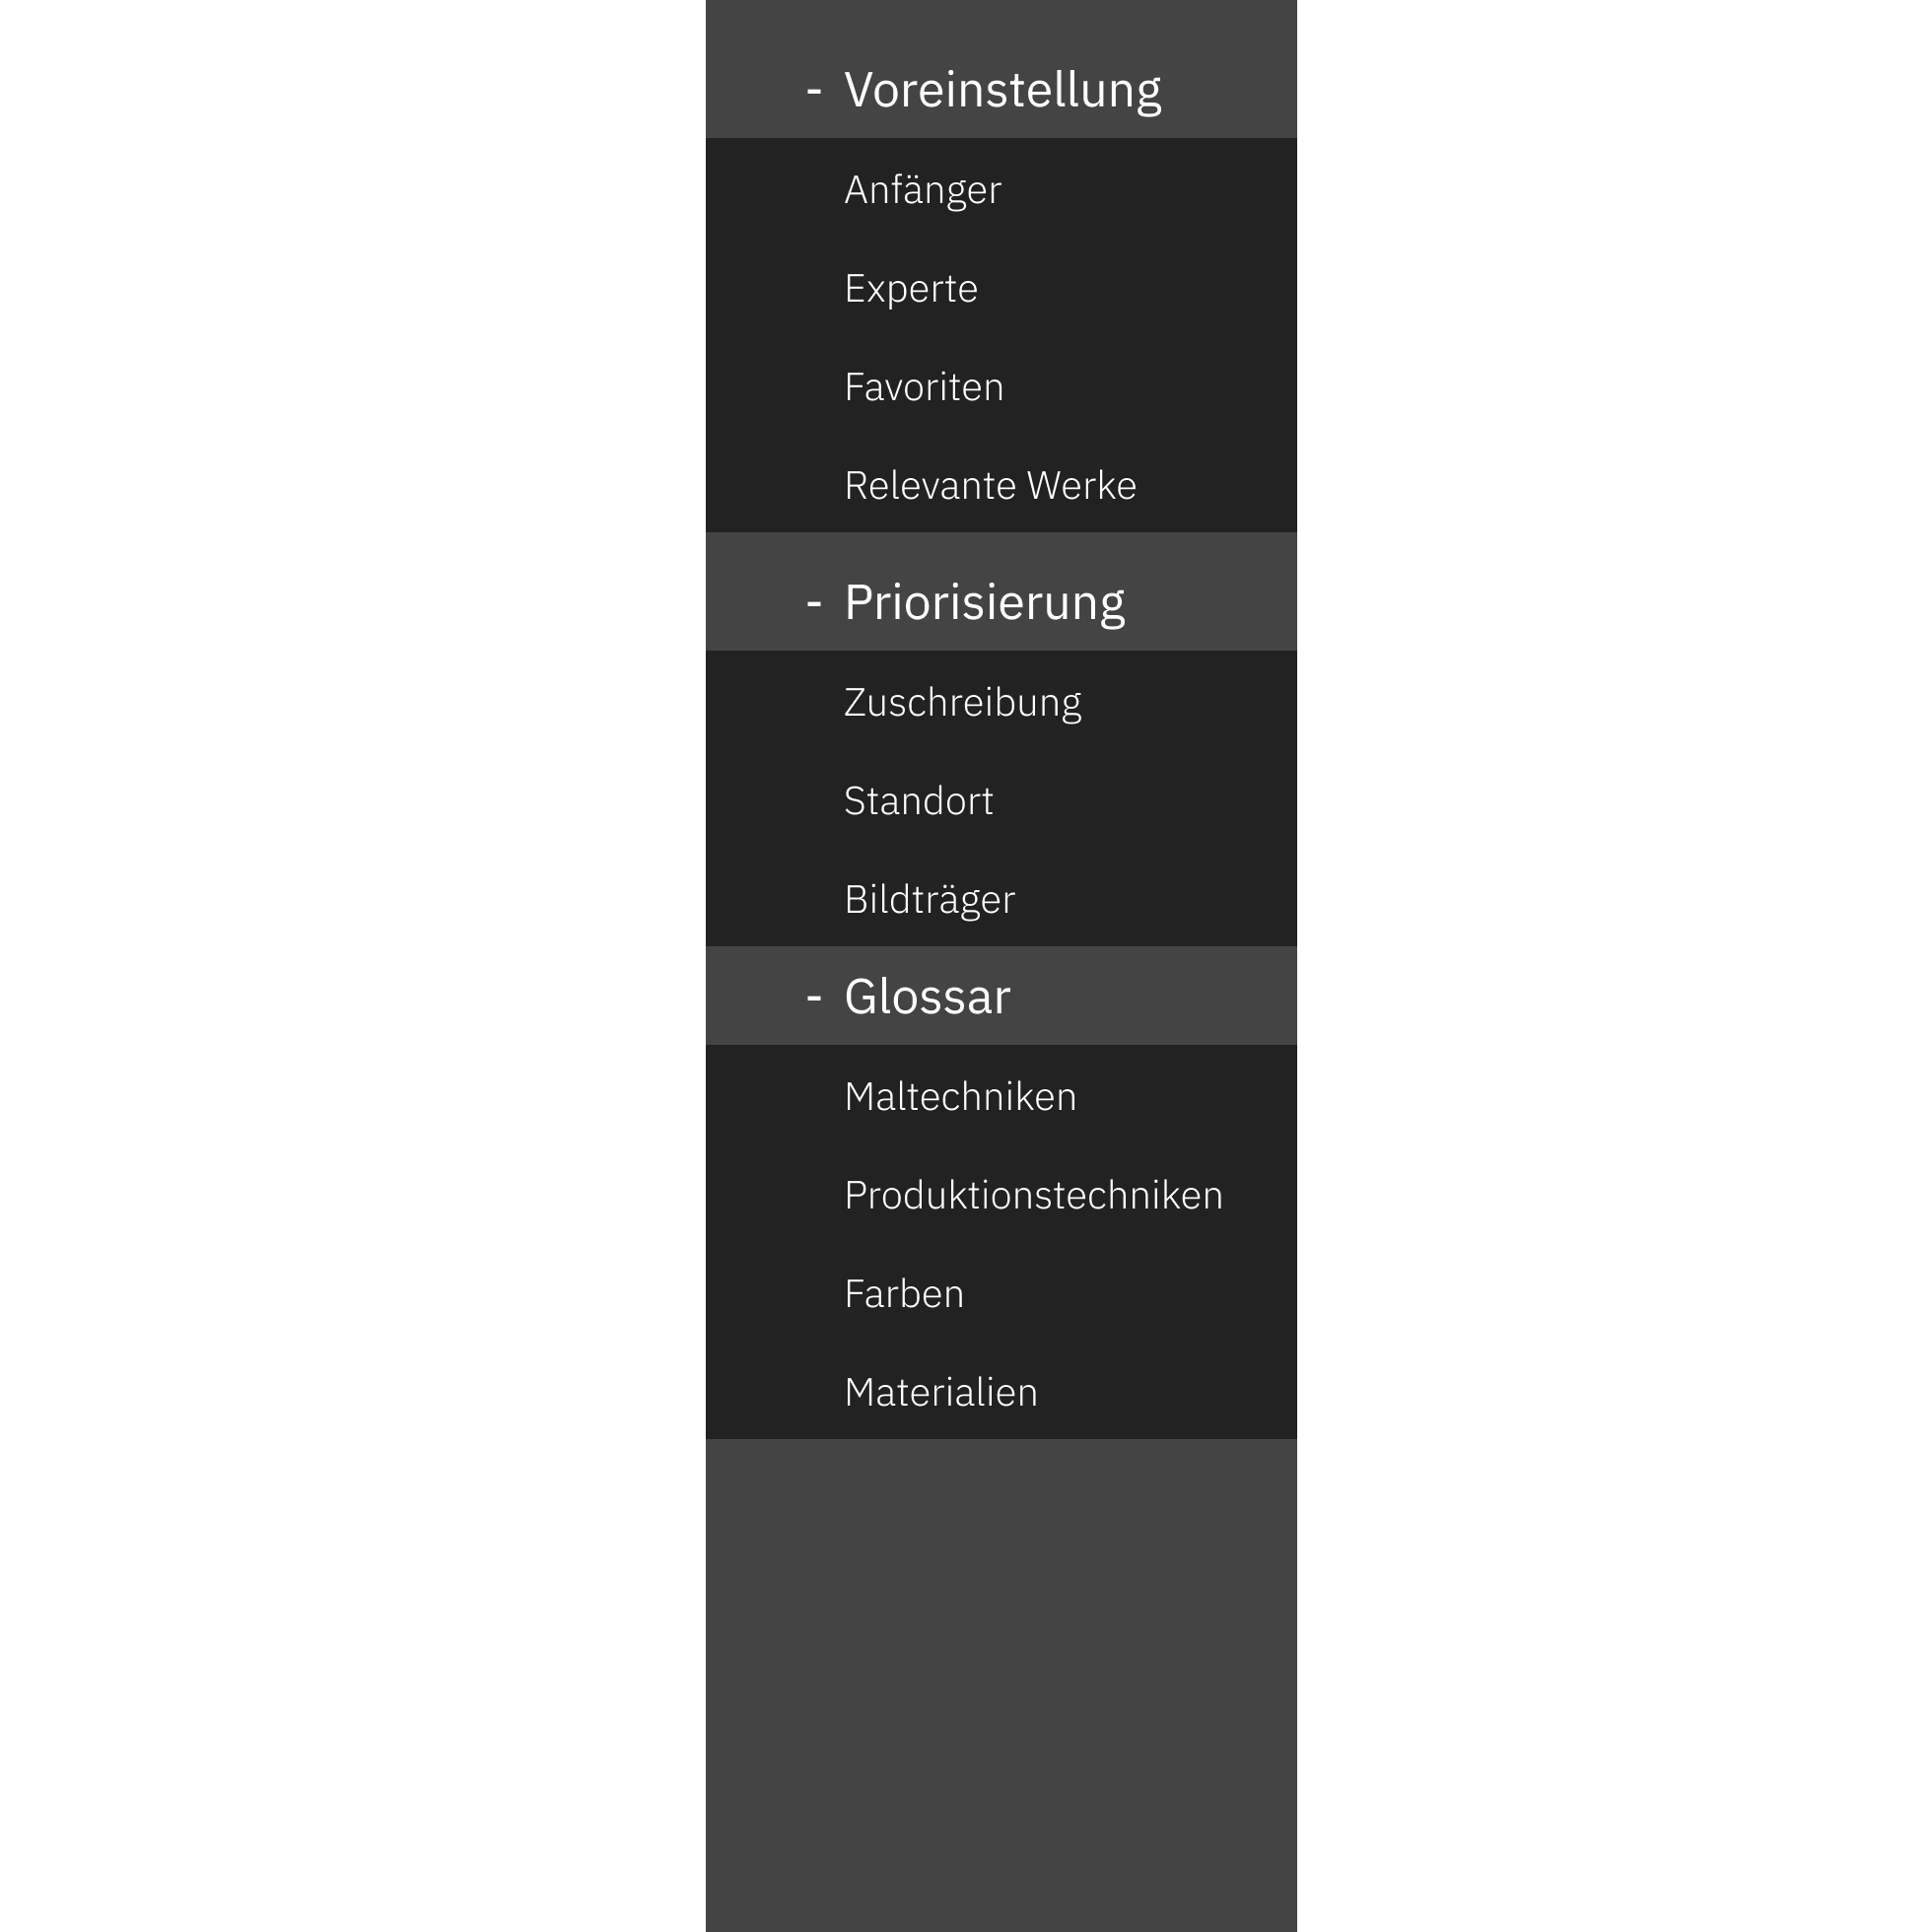 - Voreinstellung
Anfänger
Experte
Favoriten
Relevante Werke
- Priorisierung
Zuschreibung
Standort
Bildträger
- Glossar
Maltechniken
Produktionstechniken
Farben
Materialien